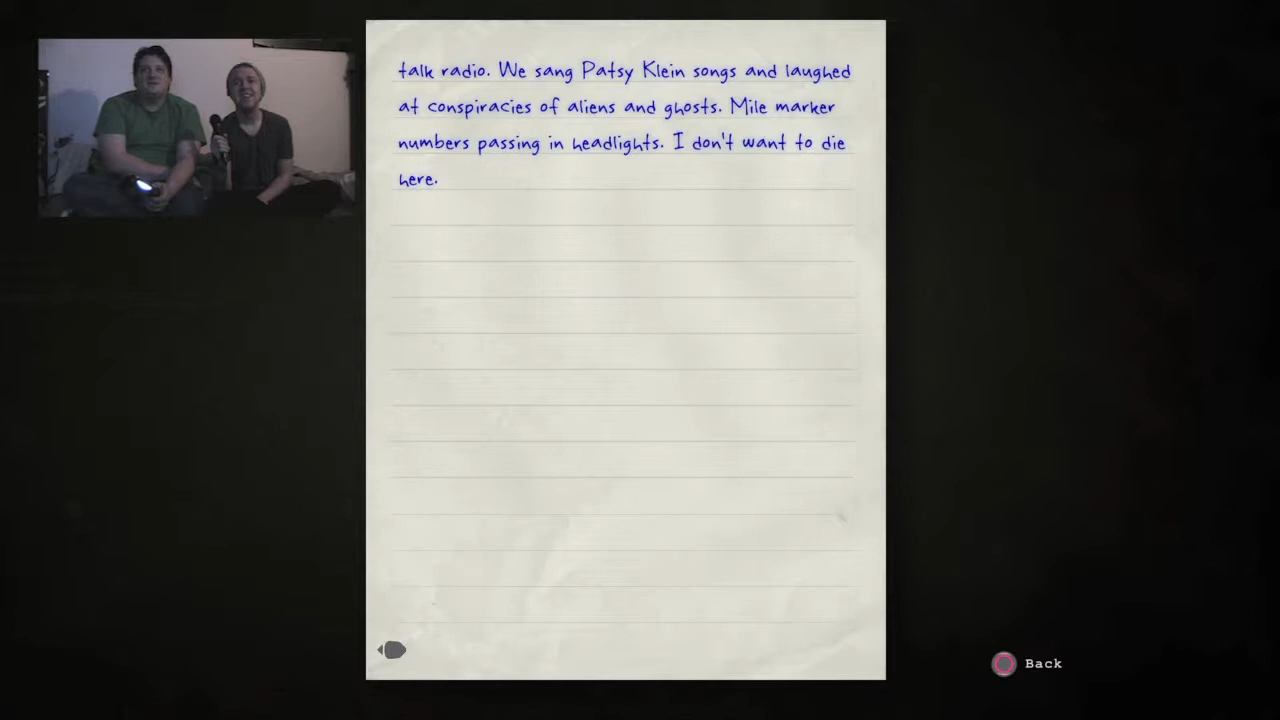 talk radio. We sang Patsy Klein songs and laughed
at conspiracies of aliens and ghosts. Mile marker
numbers passing in headlights. I don't want to die
here.
Back